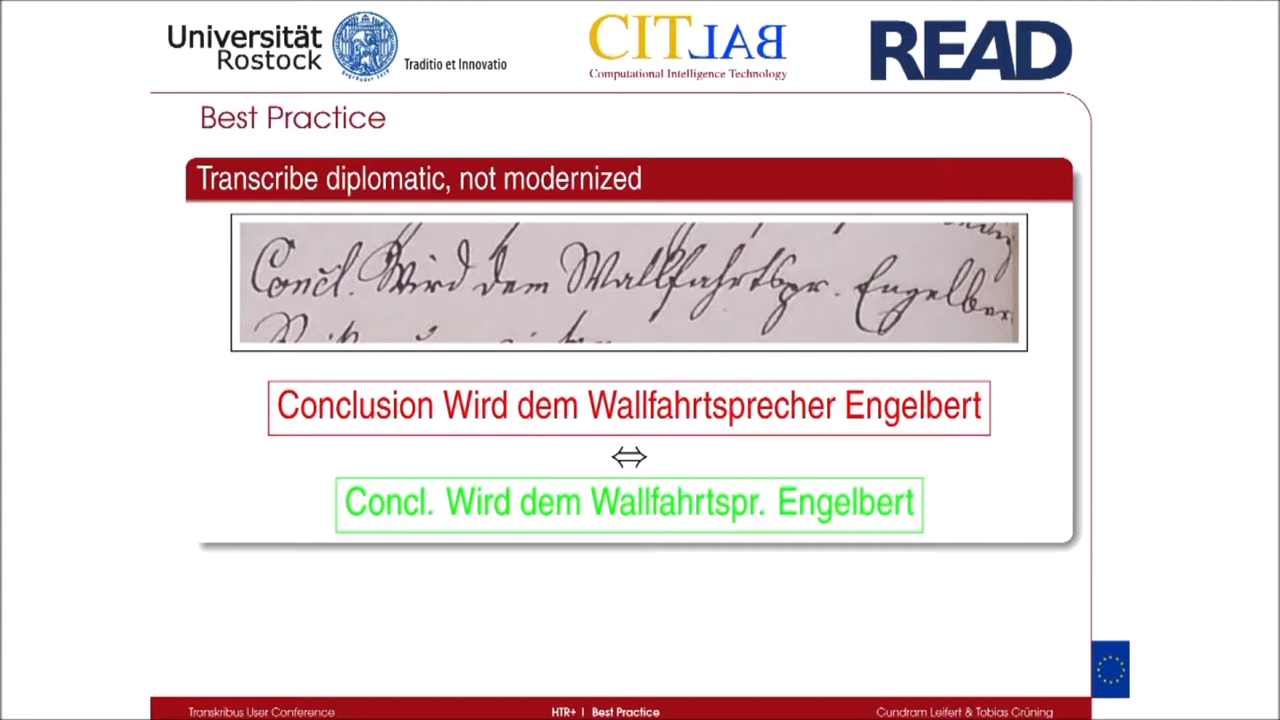 Universität
Rostock
Traditio et Innovatio
CITlAB
Computational Intelligence Technology
READ
Best Practice
Transcribe diplomatic, not modernized
Concl. Wird dem Wallfahrtspr. Engelber
Conclusion Wird dem Wallfahrtsprecher Engelbert
⇔
Concl. Wird dem Wallfahrtspr. Engelbert
Transkribus User Conference
HTR+ | Best Practice
Gundram Leifert & Tobias Grüning